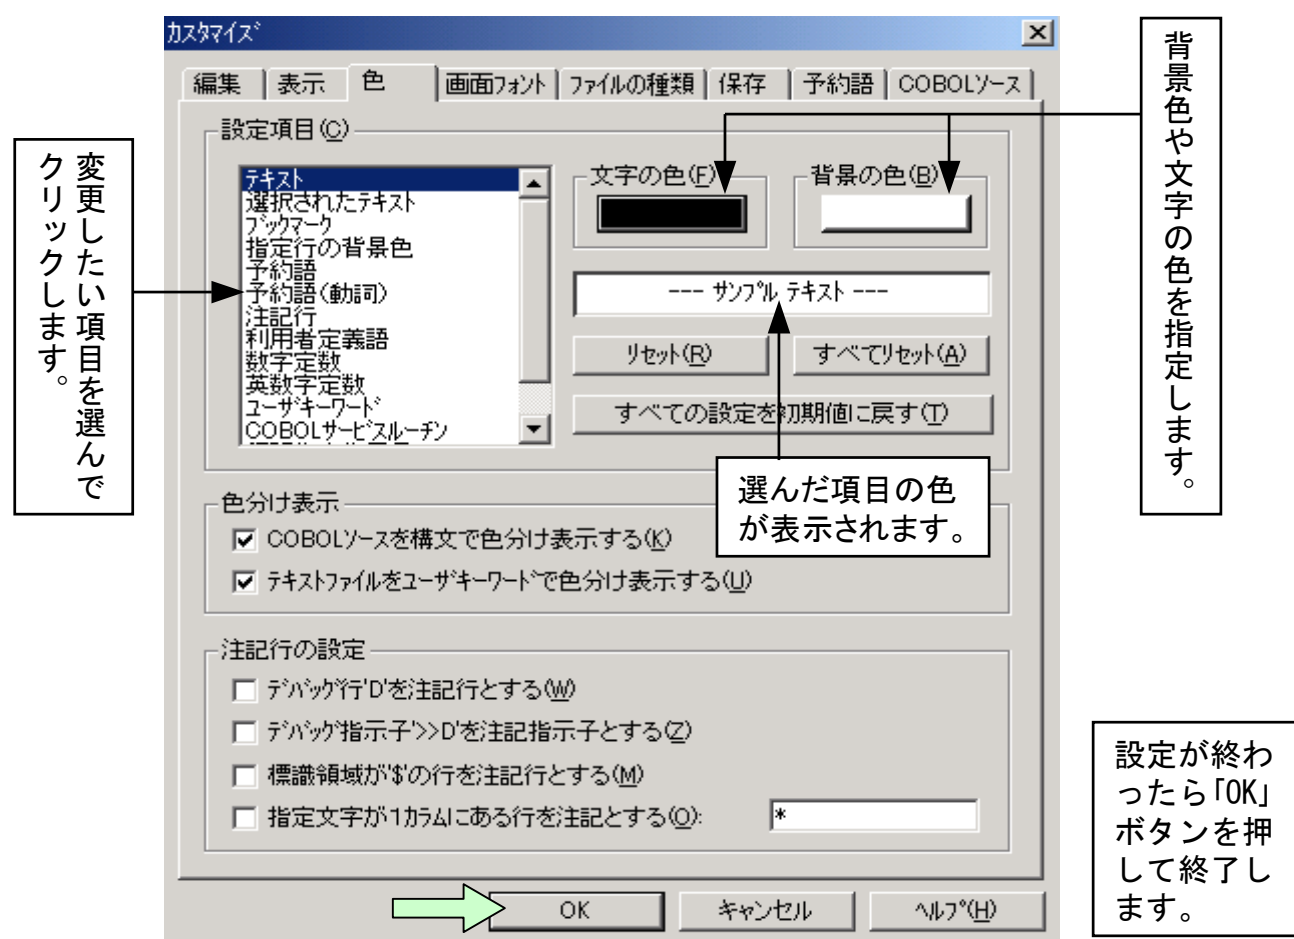 カスタマイズ
編集 表示 色 画面フォント ファイルの種類 保存 予約語 COBOLソース
設定項目(C)
テキスト
選択されたテキスト
ブックマーク
指定行の背景色
予約語
予約語(動詞)
注記行
利用者定義語
数字定数
英数字定数
ユーザキーワード
COBOLサービスルーチン
文字の色(F)
背景の色(B)
--- サンプル テキスト ---
リセット(R)
すべてリセット(A)
すべての設定を初期値に戻す(T)
色分け表示
COBOLソースを構文で色分け表示する(K)
テキストファイルをユーザキーワードで色分け表示する(U)
注記行の設定
デバッグ行'D'を注記行とする(W)
デバッグ指示子'>>D'を注記指示子とする(Z)
標識領域が'$'の行を注記行とする(M)
指定文字が1カラムにある行を注記とする(O): *
OK
キャンセル
ヘルプ(H)
変更したい項目を選んで
クリックします。
背景色や文字の色を指定します。
選んだ項目の色
が表示されます。
設定が終わ
ったら「OK」
ボタンを押
して終了し
ます。